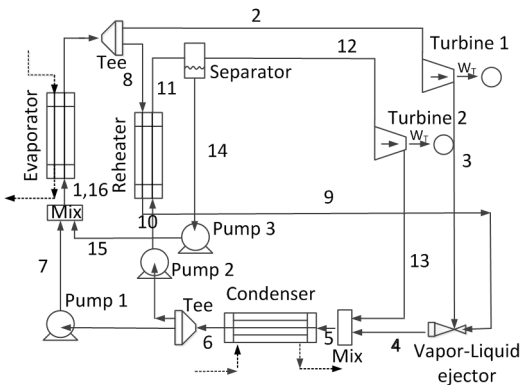 2
12
Turbine 1
W_T
Tee
8
11
Separator
Evaporator
Reheater
Turbine 2
W_T
3
14
1,16
9
Mix
10
Pump 3
15
7
Pump 2
13
Pump 1
Condenser
Tee
6
5
Mix
4
Vapor-Liquid
ejector